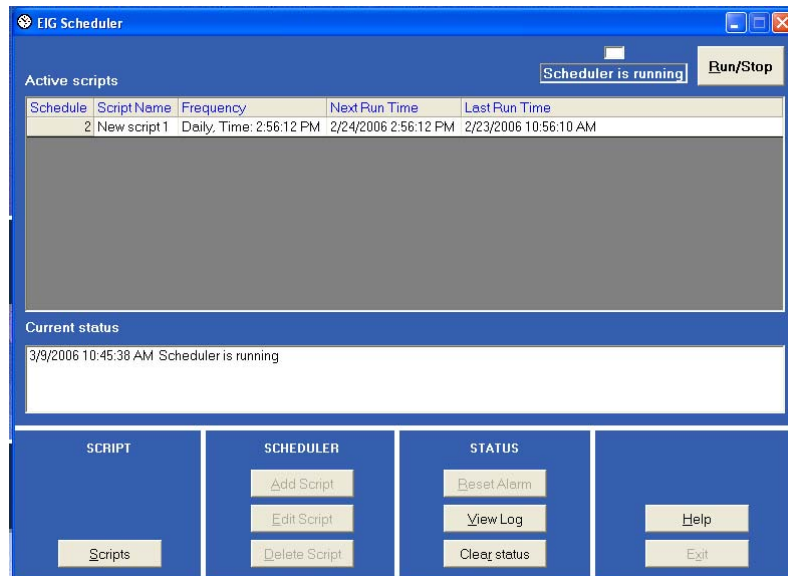 EIG Scheduler
Scheduler is running
Run/Stop
Active scripts
Schedule Script Name Frequency Next Run Time Last Run Time
2 New script 1 Daily, Time: 2:56:12 PM 2/24/2006 2:56:12 PM 2/23/2006 10:56:10 AM
Current status
3/9/2006 10:45:38 AM Scheduler is running
SCRIPT SCHEDULER STATUS
Add Script Reset Alarm
Edit Script View Log Help
Scripts Delete Script Clear status Exit